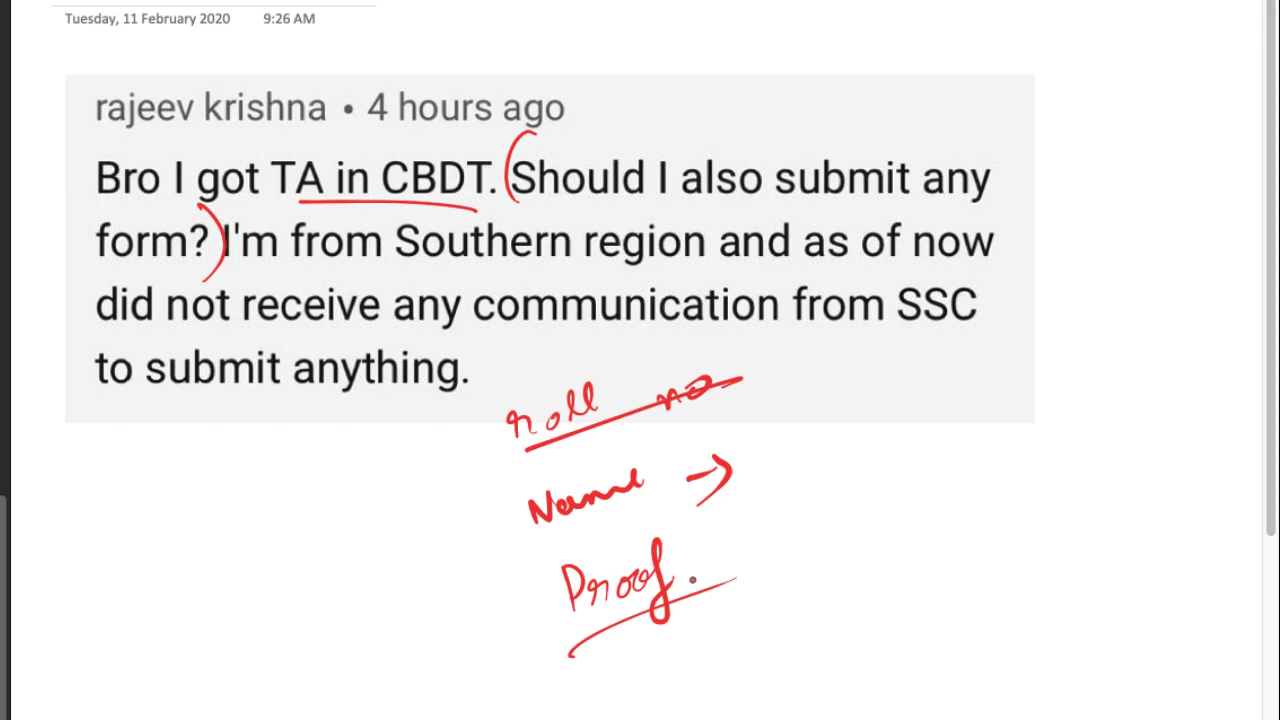 Tuesday, 11 February 2020 9:26 AM
rajeev krishna • 4 hours ago
Bro I got TA in CBDT. (Should I also submit any
form?) I'm from Southern region and as of now
did not receive any communication from SSC
to submit anything.
roll no
Name →
Proof.